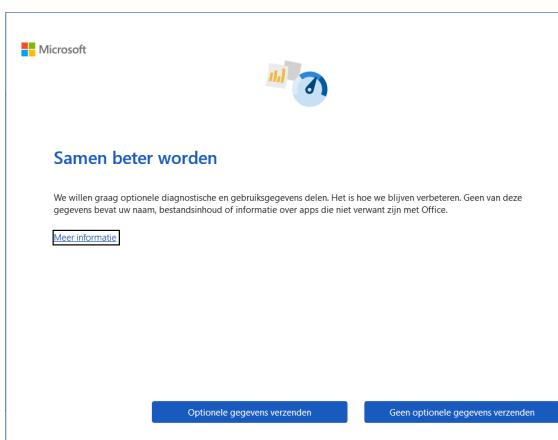 Microsoft
Samen beter worden
We willen graag optionele diagnostische en gebruiksgegevens delen. Het is hoe we blijven verbeteren. Geen van deze
gegevens bevat uw naam, bestandsinhoud of informatie over apps die niet verwant zijn met Office.
Meer informatie
Optionele gegevens verzenden
Geen optionele gegevens verzenden